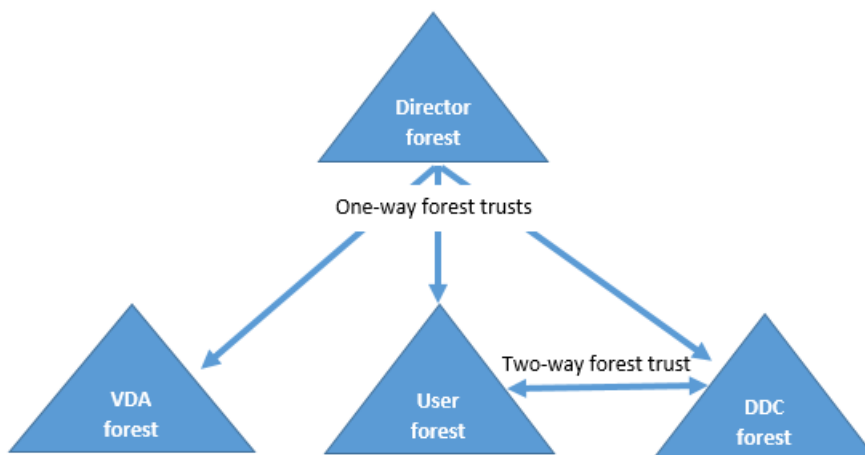 Director
forest
One-way forest trusts
Two-way forest trust
VDA
forest
User
forest
DDC
forest